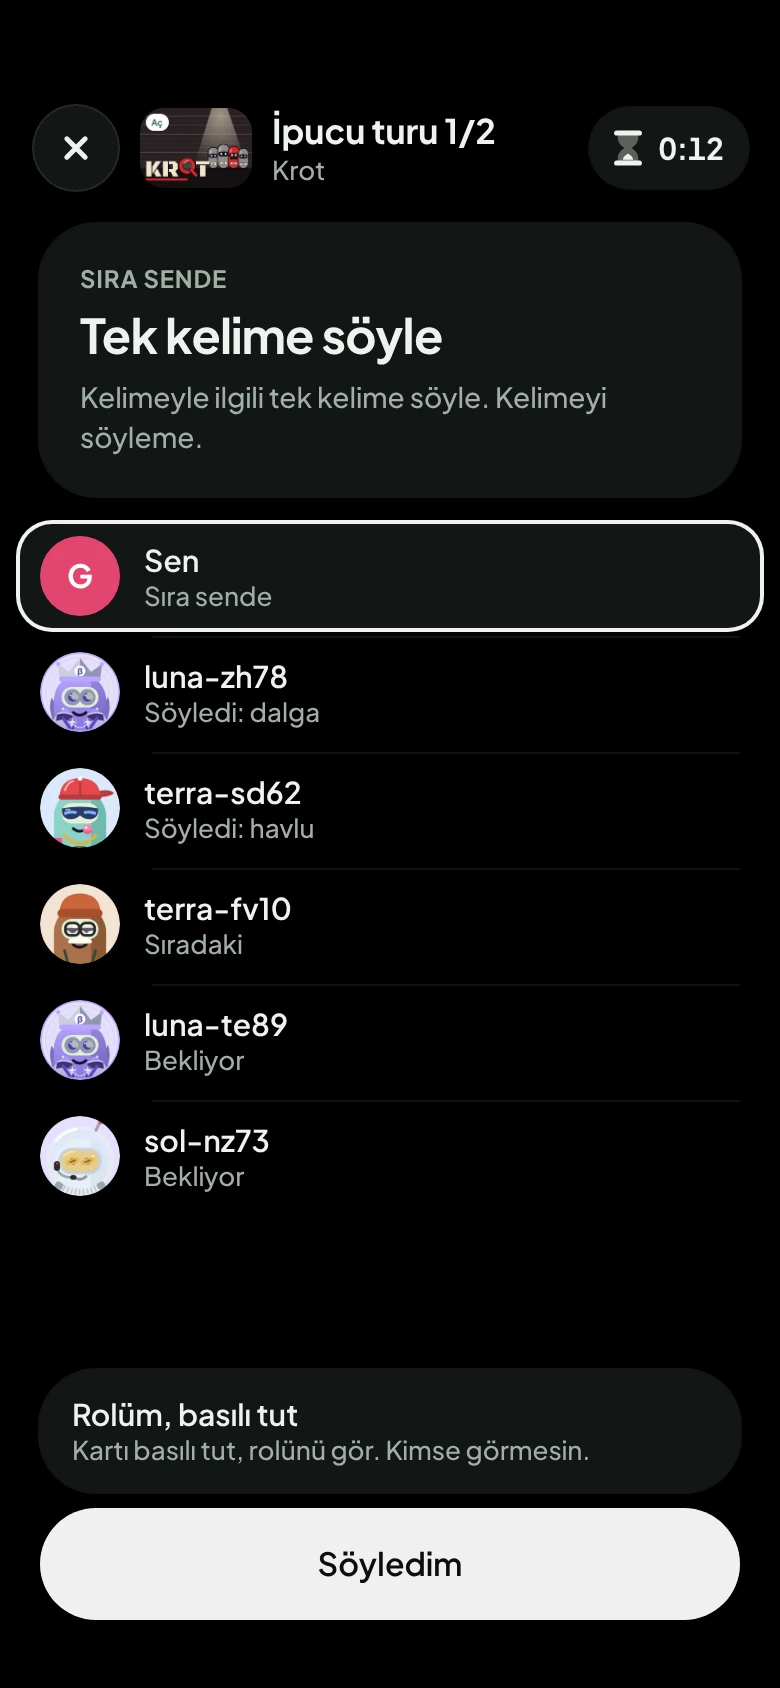 Aç
KROT
İpucu turu 1/2
Krot
0:12
SIRA SENDE
Tek kelime söyle
Kelimeyle ilgili tek kelime söyle. Kelimeyi
söyleme.
G
Sen
Sıra sende
β
luna-zh78
Söyledi: dalga
terra-sd62
Söyledi: havlu
terra-fv10
Sıradaki
β
luna-te89
Bekliyor
sol-nz73
Bekliyor
Rolüm, basılı tut
Kartı basılı tut, rolünü gör. Kimse görmesin.
Söyledim